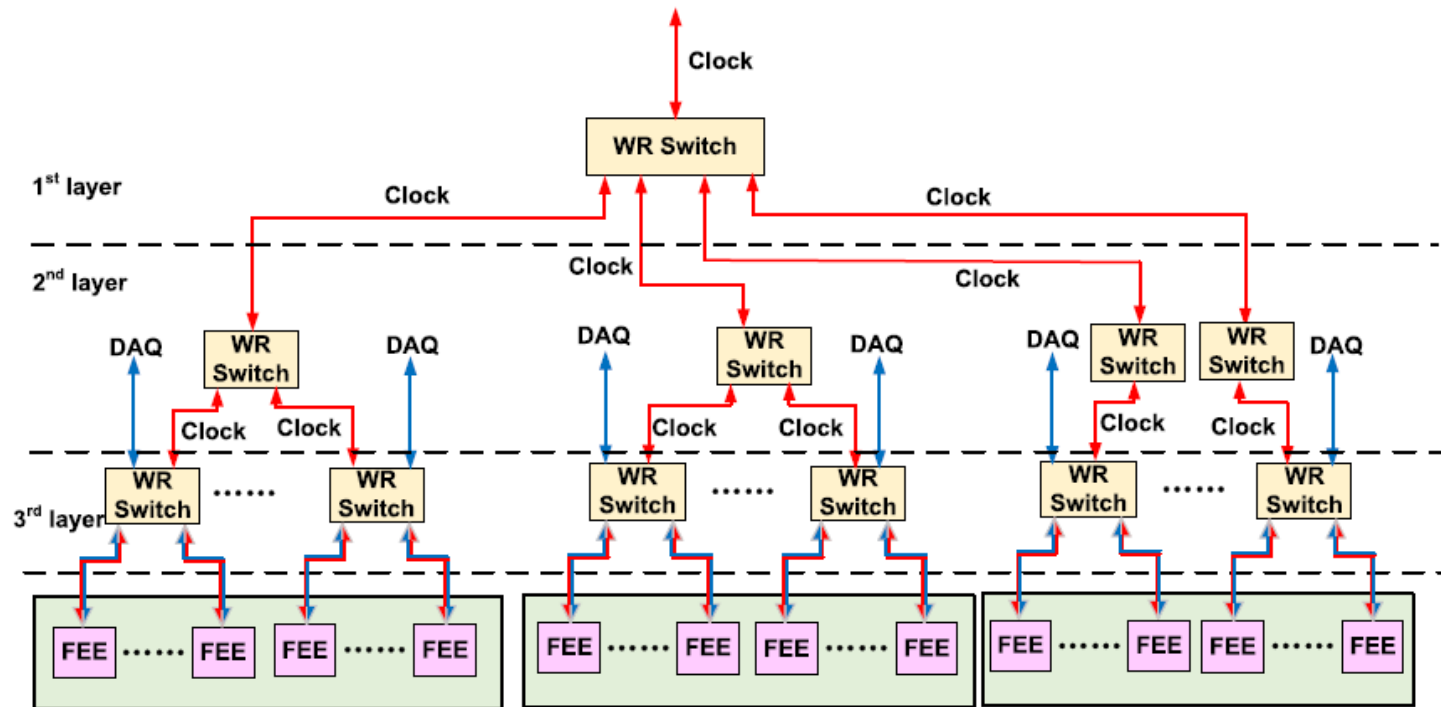 Clock
WR Switch
1st layer
Clock
Clock
2nd layer
Clock
Clock
DAQ
WR
Switch
DAQ
DAQ
WR
Switch
DAQ
DAQ
WR
Switch
WR
Switch
DAQ
Clock
Clock
Clock
Clock
Clock
Clock
3rd layer
WR
Switch
......
WR
Switch
WR
Switch
......
WR
Switch
WR
Switch
......
WR
Switch
FEE ...... FEE
FEE ...... FEE
FEE ...... FEE
FEE ...... FEE
FEE ...... FEE
FEE ...... FEE